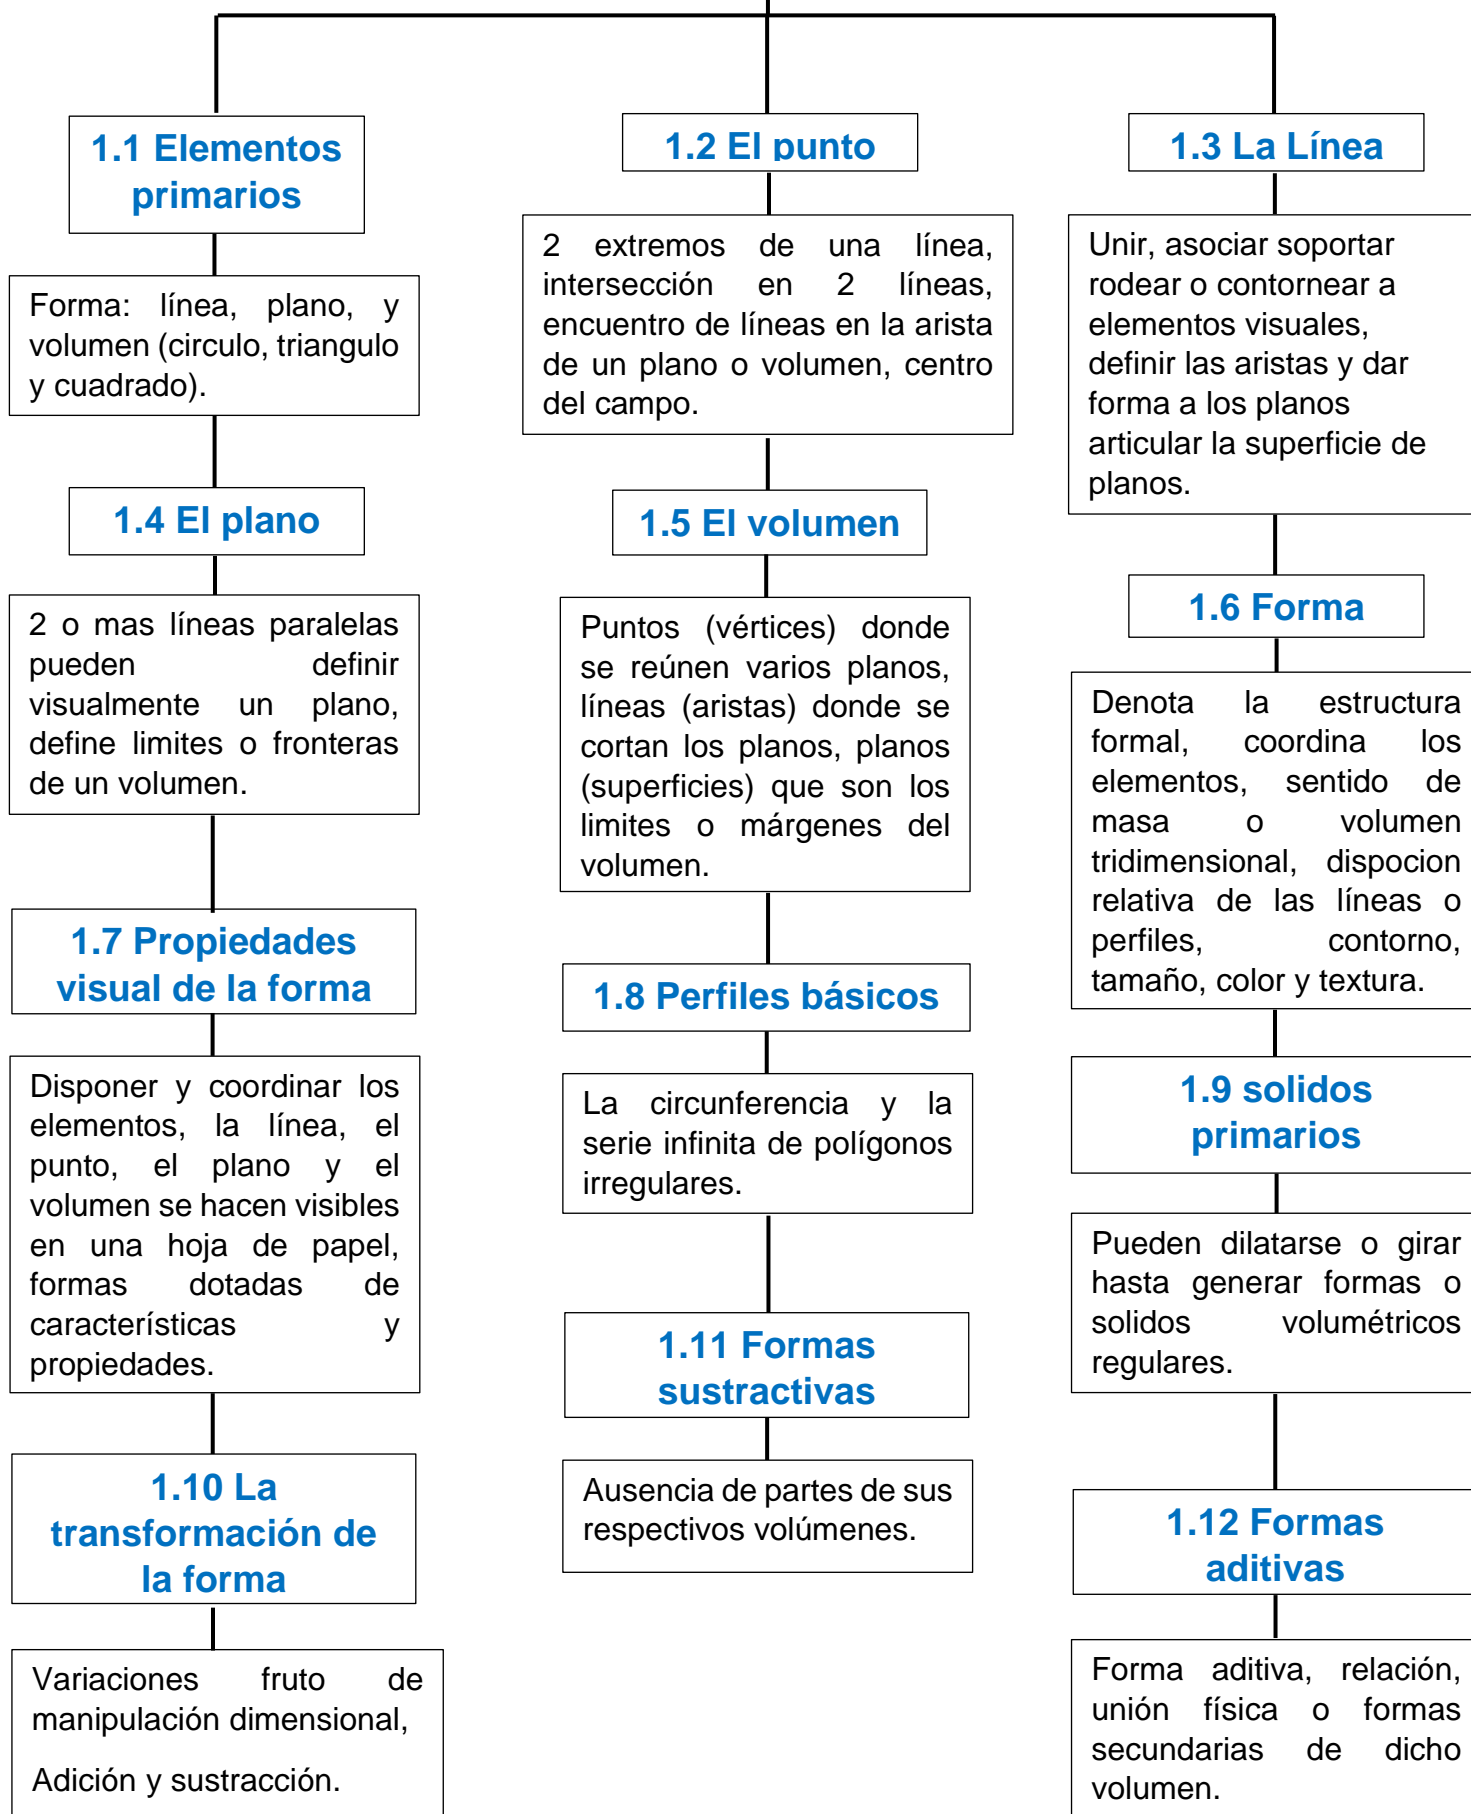 1.1 Elementos
primarios
1.2 El punto
1.3 La Línea
Forma: línea, plano, y
volumen (circulo, triangulo
y cuadrado).
2 extremos de una línea,
intersección en 2 líneas,
encuentro de líneas en la arista
de un plano o volumen, centro
del campo.
Unir, asociar soportar
rodear o contornear a
elementos visuales,
definir las aristas y dar
forma a los planos
articular la superficie de
planos.
1.4 El plano
1.5 El volumen
1.6 Forma
2 o mas líneas paralelas
pueden definir
visualmente un plano,
define limites o fronteras
de un volumen.
Puntos (vértices) donde
se reúnen varios planos,
líneas (aristas) donde se
cortan los planos, planos
(superficies) que son los
limites o márgenes del
volumen.
Denota la estructura
formal, coordina los
elementos, sentido de
masa o volumen
tridimensional, dispocion
relativa de las líneas o
perfiles, contorno,
tamaño, color y textura.
1.7 Propiedades
visual de la forma
1.8 Perfiles básicos
1.9 solidos
primarios
Disponer y coordinar los
elementos, la línea, el
punto, el plano y el
volumen se hacen visibles
en una hoja de papel,
formas dotadas de
características y
propiedades.
La circunferencia y la
serie infinita de polígonos
irregulares.
Pueden dilatarse o girar
hasta generar formas o
solidos volumétricos
regulares.
1.10 La
transformación de
la forma
1.11 Formas
sustractivas
1.12 Formas
aditivas
Variaciones fruto de
manipulación dimensional,
Adición y sustracción.
Ausencia de partes de sus
respectivos volúmenes.
Forma aditiva, relación,
unión física o formas
secundarias de dicho
volumen.